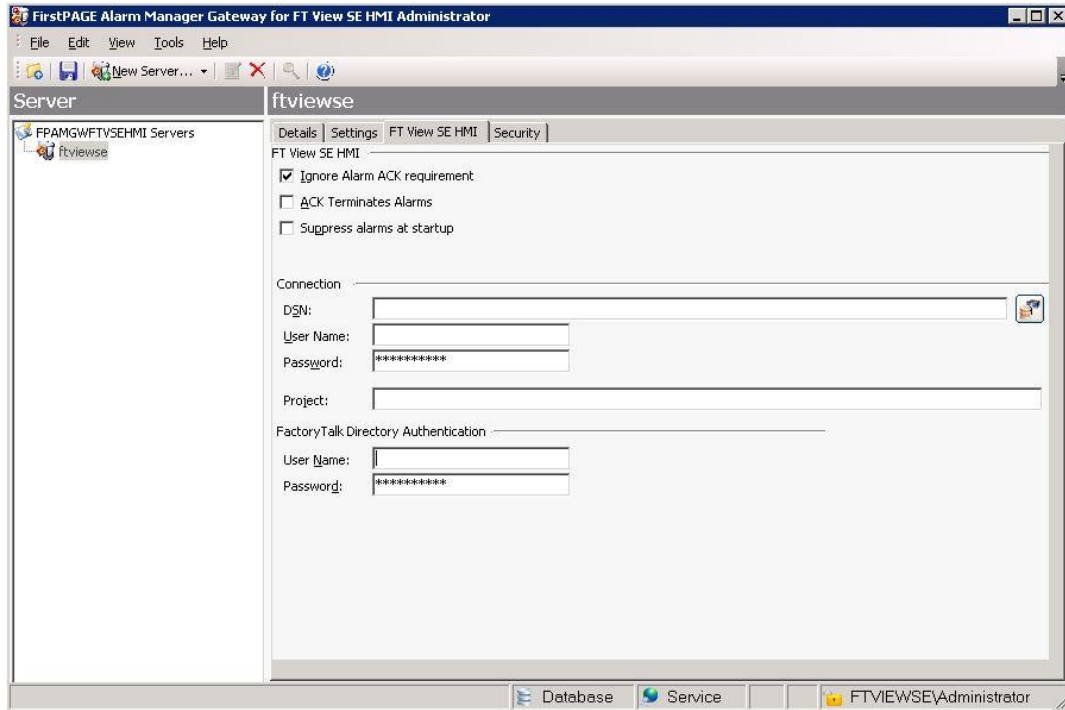 FirstPAGE Alarm Manager Gateway for FT View SE HMI Administrator
File Edit View Tools Help
New Server...
Server
ftviewse
FPAMGWFTVSEHMI Servers
ftviewse
Details Settings FT View SE HMI Security
FT View SE HMI
Ignore Alarm ACK requirement
ACK Terminates Alarms
Suppress alarms at startup
Connection
DSN:
User Name:
Password: **********
Project:
FactoryTalk Directory Authentication
User Name:
Password: **********
Database Service FTVIEWSE\Administrator